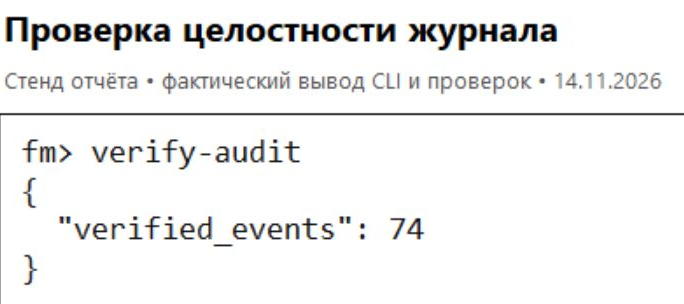 Проверка целостности журнала
Стенд отчёта • фактический вывод CLI и проверок • 14.11.2026
fm> verify-audit
{
  "verified_events": 74
}